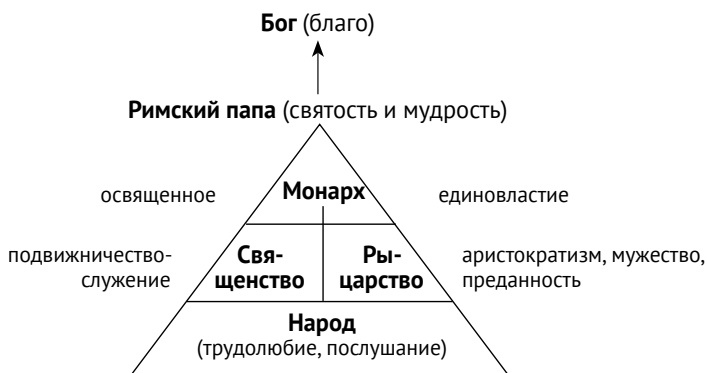 Бог (благо)
Римский папа (святость и мудрость)
освященное
Монарх
единовластие
подвижничество-
служение
Свя-
щенство
Ры-
царство
аристократизм, мужество,
преданность
Народ
(трудолюбие, послушание)